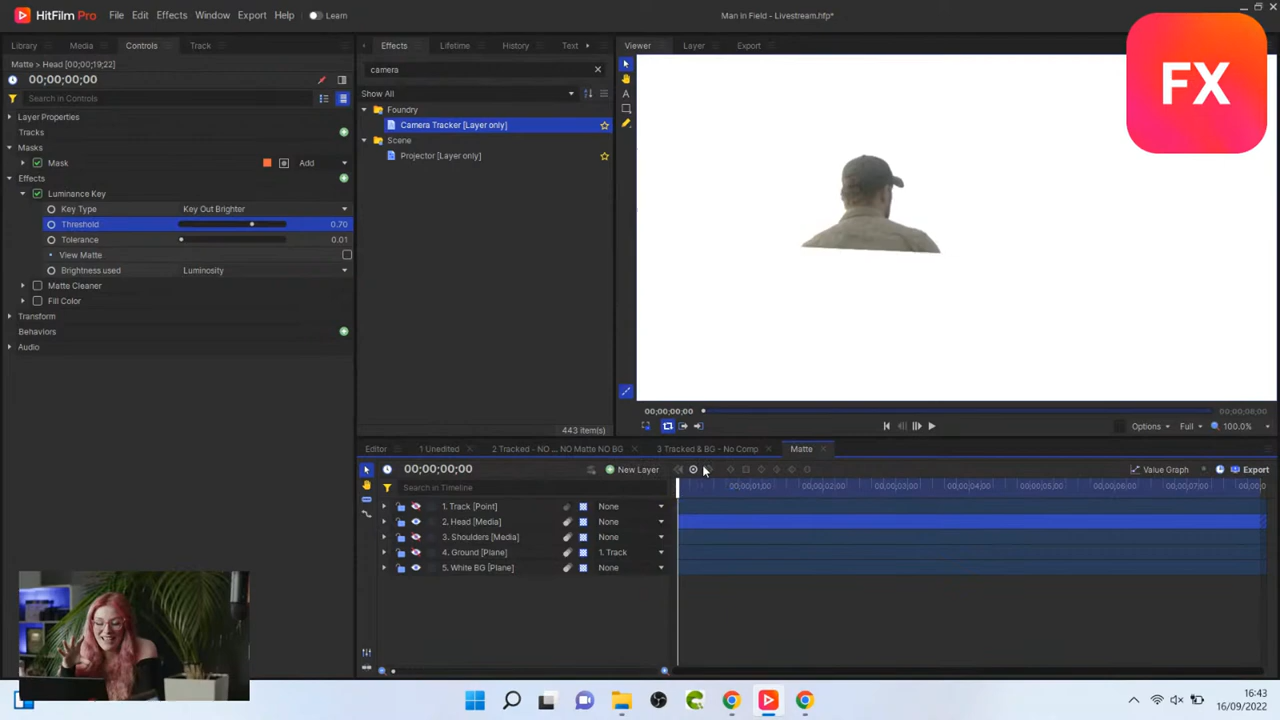 HitFilm Pro File Edit Effects Window Export Help Learn Man in Field - Livestream.hfp*
Library Media Controls Track
Matte > Head [00;00;19;22]
00;00;00;00
Search in Controls
Layer Properties
Tracks
Masks
Mask Add
Effects
Luminance Key
Key Type Key Out Brighter
Threshold 0.70
Tolerance 0.01
View Matte
Brightness used Luminosity
Matte Cleaner
Fill Color
Transform
Behaviors
Audio
Effects Lifetime History Text
camera
Show All
Foundry
Camera Tracker [Layer only]
Scene
Projector [Layer only]
443 item(s)
Viewer Layer Export
FX
00;00;00;00 00;00;08;00
Options Full 100.0%
Editor 1 Unedited 2 Tracked - NO ... NO Matte NO BG 3 Tracked & BG - No Comp Matte
00;00;00;00 New Layer Value Graph Export
Search in Timeline 00;00;01;00 00;00;02;00 00;00;03;00 00;00;04;00 00;00;05;00 00;00;06;00 00;00;07;00 00;00;0
1. Track [Point] None
2. Head [Media] None
3. Shoulders [Media] None
4. Ground [Plane] 1. Track
5. White BG [Plane] None
16:43
16/09/2022